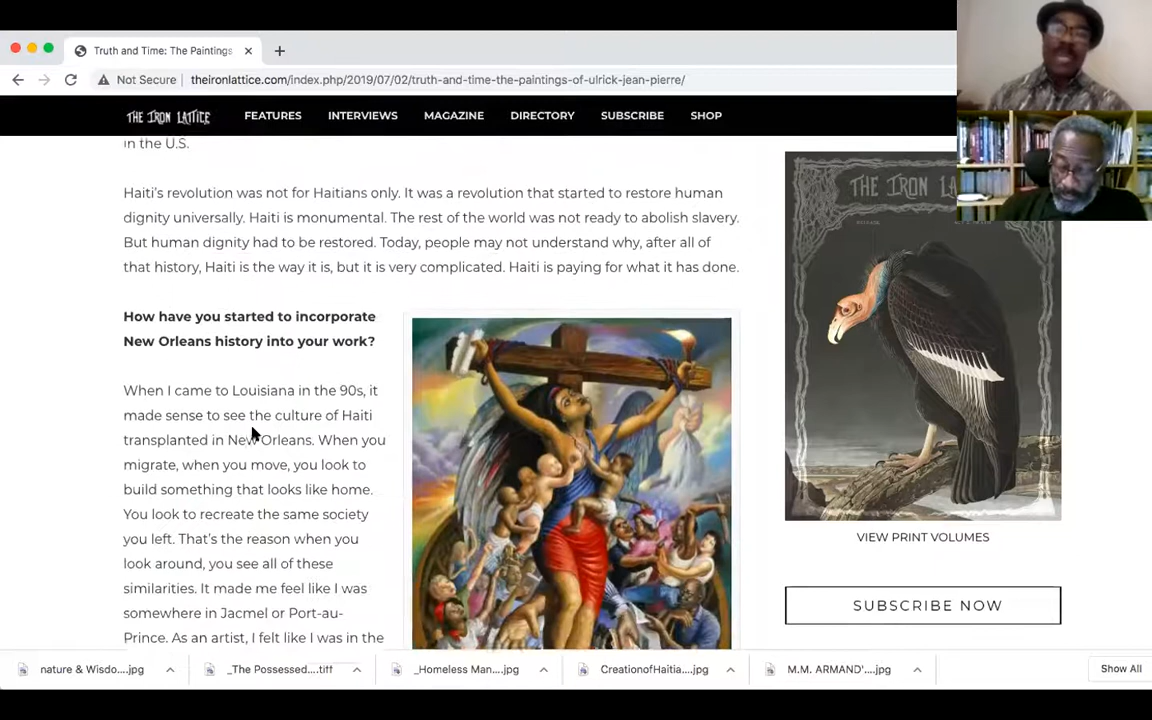 Truth and Time: The Paintings
Not Secure
theironlattice.com/index.php/2019/07/02/truth-and-time-the-paintings-of-ulrick-jean-pierre/
THE IRON LATTICE
FEATURES
INTERVIEWS
MAGAZINE
DIRECTORY
SUBSCRIBE
SHOP
in the U.S.
Haiti's revolution was not for Haitians only. It was a revolution that started to restore human
dignity universally. Haiti is monumental. The rest of the world was not ready to abolish slavery.
But human dignity had to be restored. Today, people may not understand why, after all of
that history, Haiti is the way it is, but it is very complicated. Haiti is paying for what it has done.
How have you started to incorporate
New Orleans history into your work?
When I came to Louisiana in the 90s, it
made sense to see the culture of Haiti
transplanted in New Orleans. When you
migrate, when you move, you look to
build something that looks like home.
You look to recreate the same society
you left. That's the reason when you
look around, you see all of these
similarities. It made me feel like I was
somewhere in Jacmel or Port-au-
Prince. As an artist, I felt like I was in the
THE IRON LA
VIEW PRINT VOLUMES
SUBSCRIBE NOW
nature & Wisdo....jpg
_The Possessed....tiff
_Homeless Man....jpg
CreationofHaitia....jpg
M.M. ARMAND'....jpg
Show All